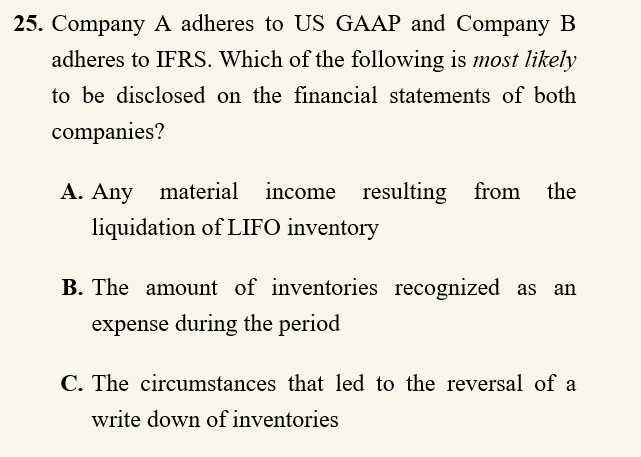 25. Company A adheres to US GAAP and Company B
adheres to IFRS. Which of the following is most likely
to be disclosed on the financial statements of both
companies?
A. Any material income resulting from the
liquidation of LIFO inventory
B. The amount of inventories recognized as an
expense during the period
C. The circumstances that led to the reversal of a
write down of inventories